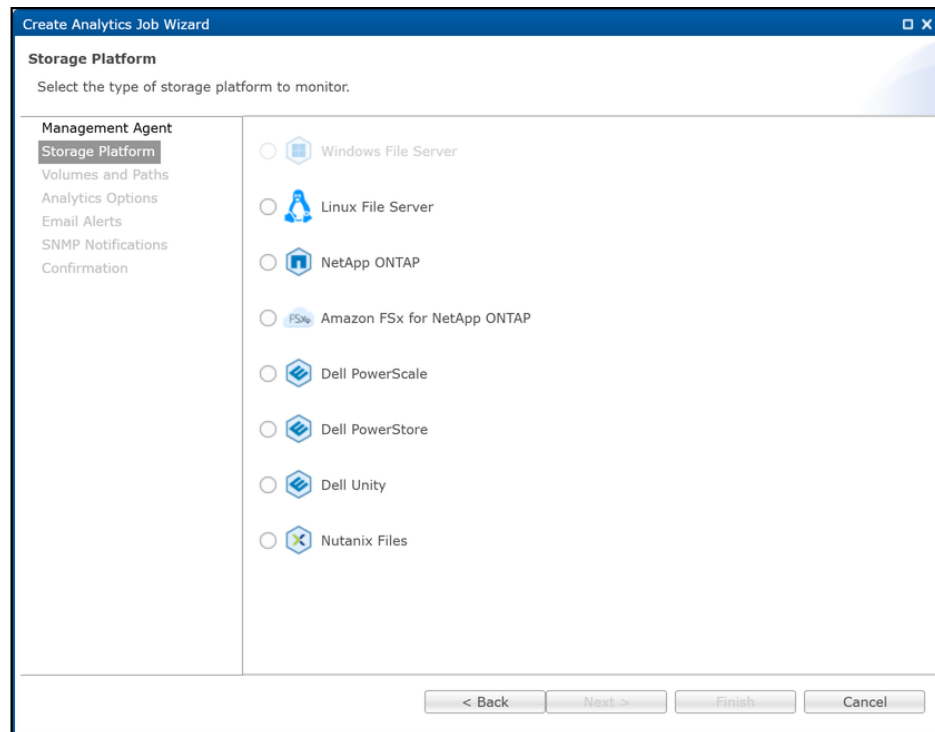 Create Analytics Job Wizard
Storage Platform
Select the type of storage platform to monitor.
Management Agent
Storage Platform
Volumes and Paths
Analytics Options
Email Alerts
SNMP Notifications
Confirmation
Windows File Server
Linux File Server
NetApp ONTAP
FSx Amazon FSx for NetApp ONTAP
Dell PowerScale
Dell PowerStore
Dell Unity
Nutanix Files
< Back Next > Finish Cancel